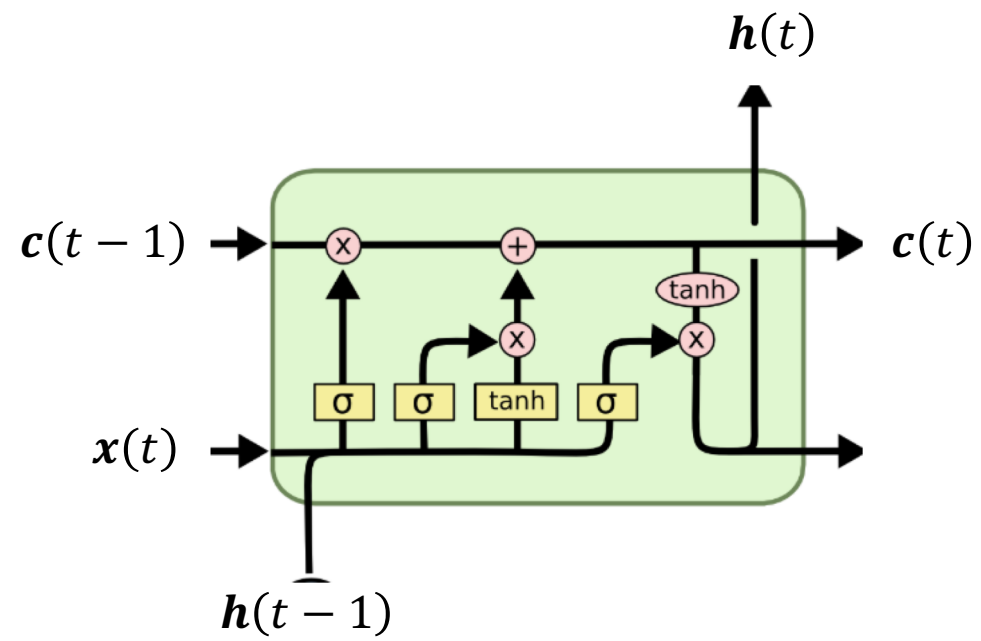 h(t)
c(t − 1)
x
+
c(t)
tanh
x
x
σ
σ
tanh
σ
x(t)
h(t − 1)